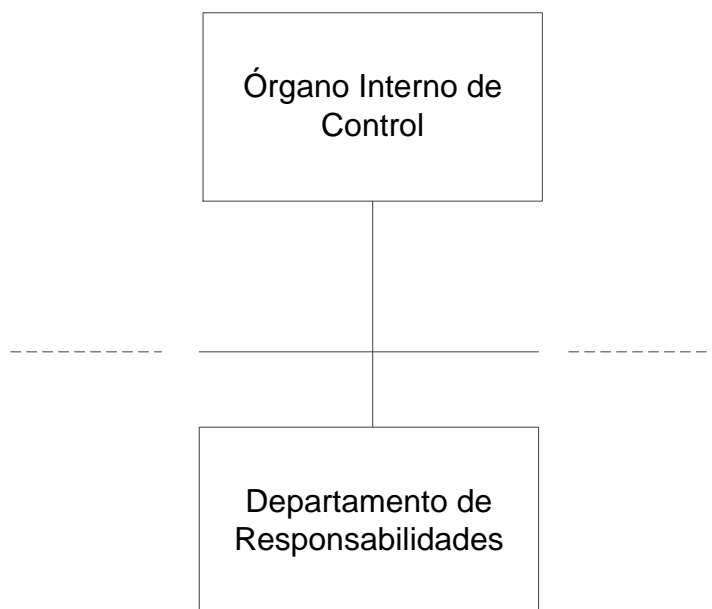 Órgano Interno de
Control
Departamento de
Responsabilidades